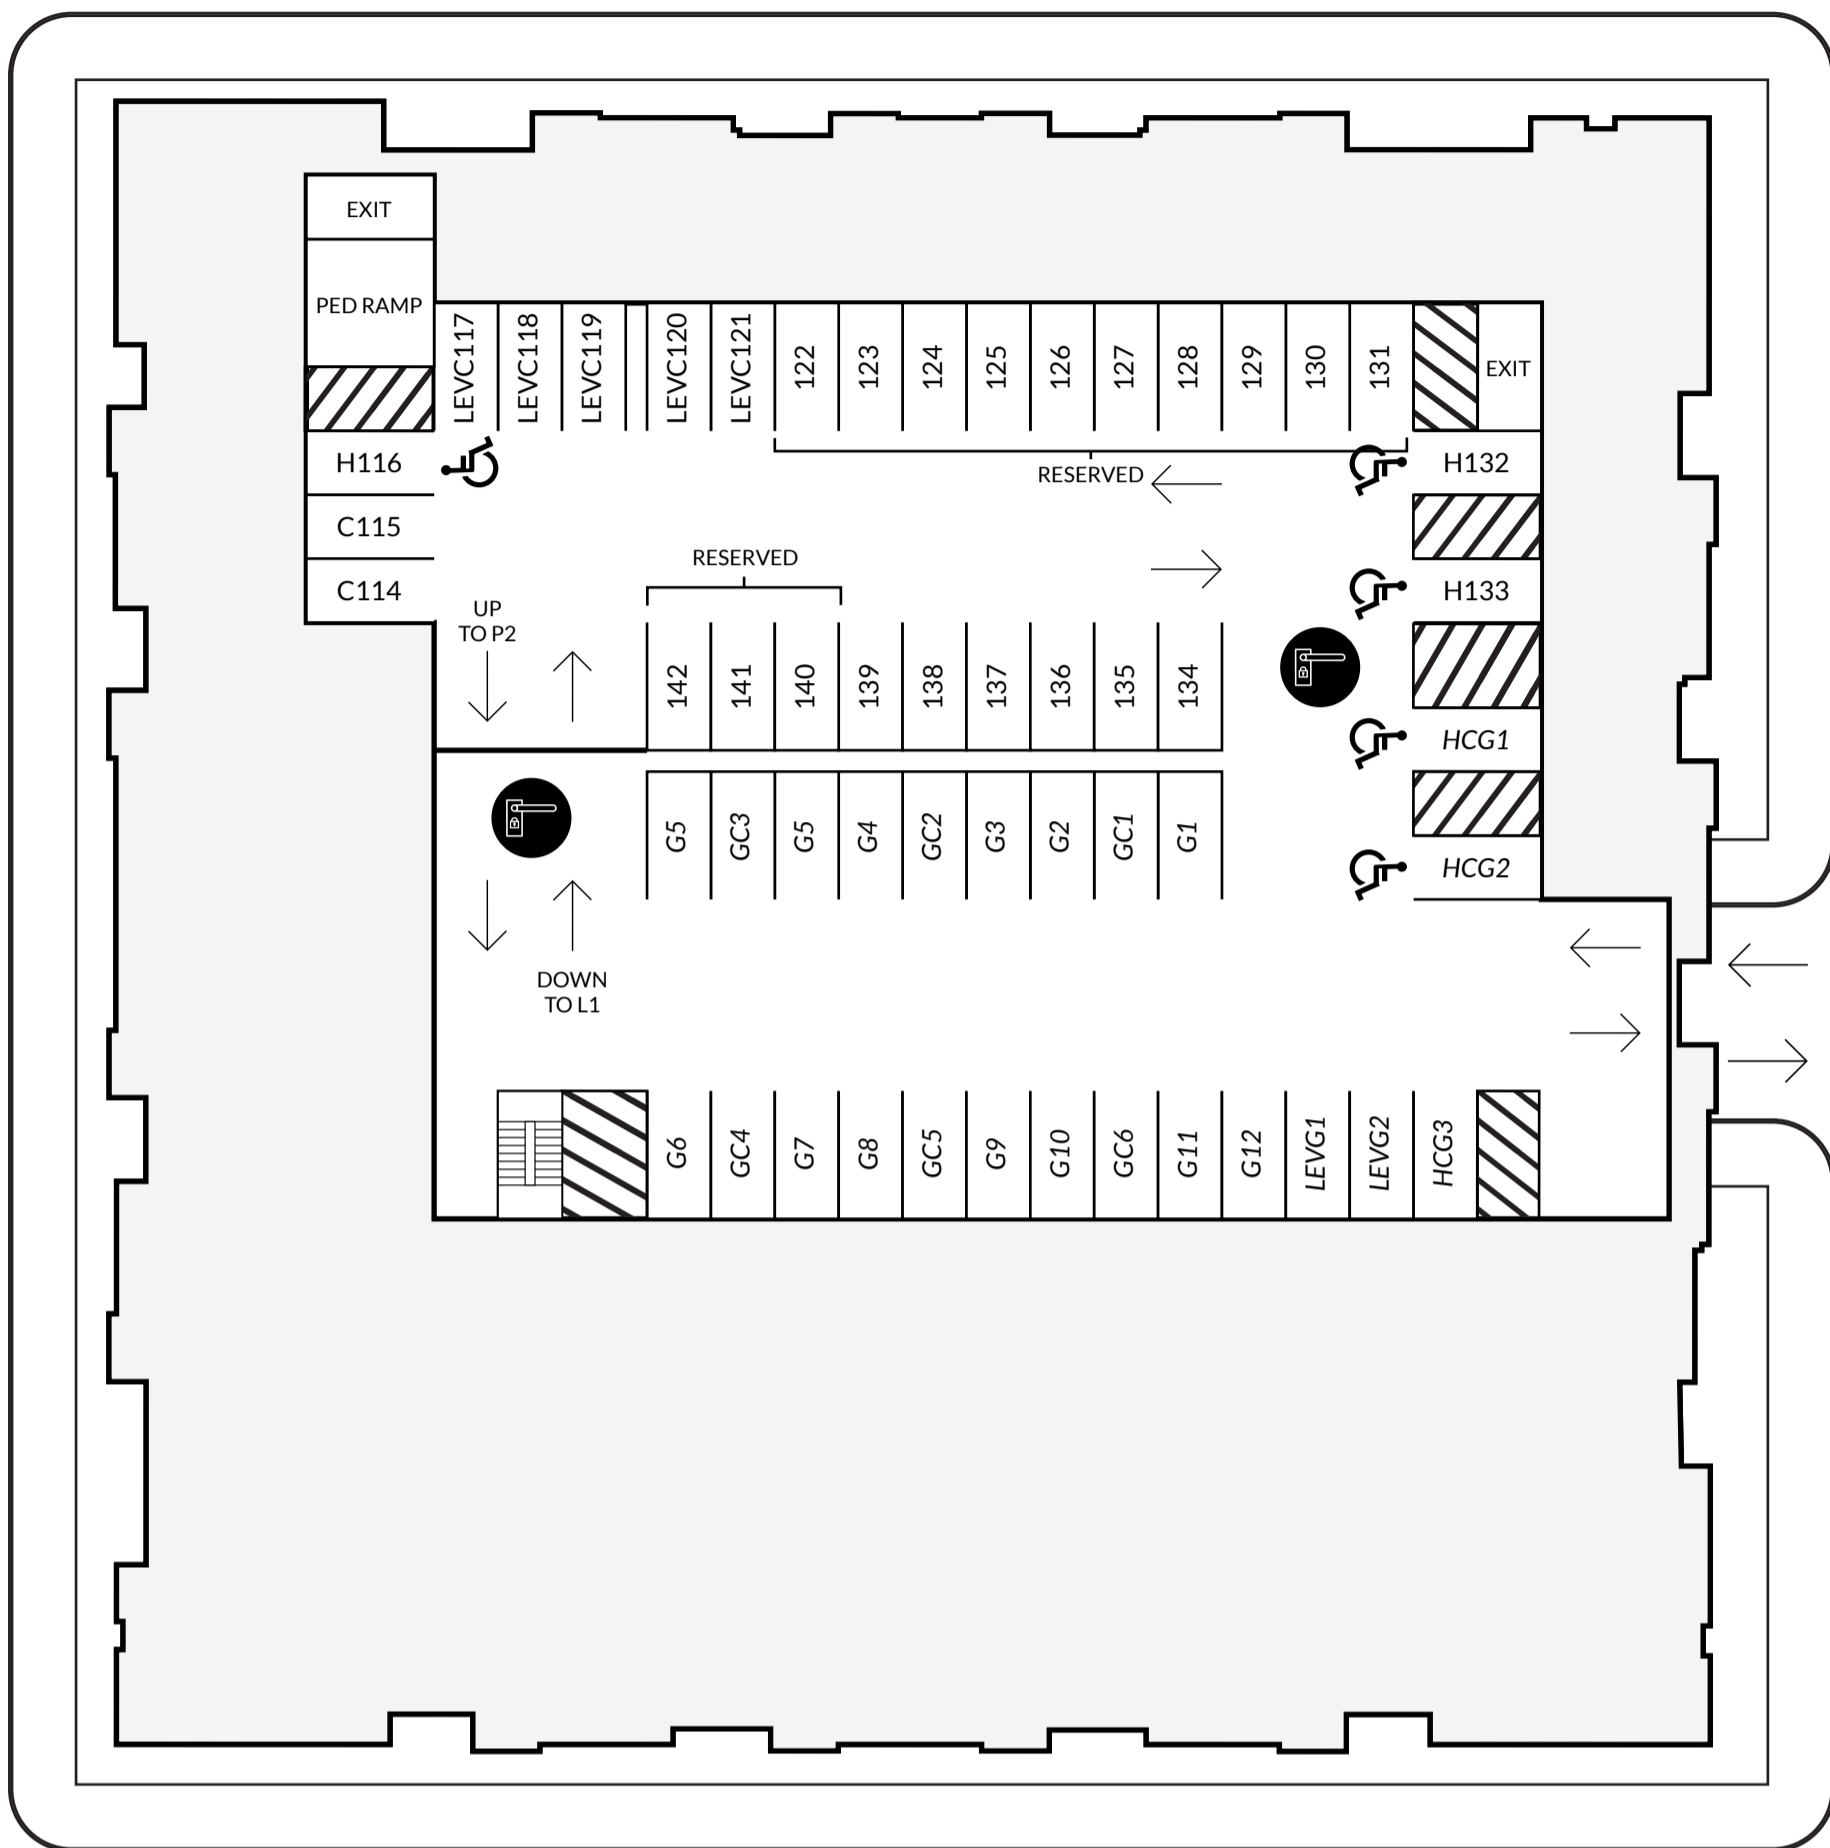 EXIT
PED RAMP
LEVC117
LEVC118
LEVC119
LEVC120
LEVC121
122
123
124
125
126
127
128
129
130
131
EXIT
H116
H132
RESERVED
C115
RESERVED
C114
H133
UP
TO P2
142
141
140
139
138
137
136
135
134
HCG1
G5
GC3
G5
G4
GC2
G3
G2
GC1
G1
HCG2
DOWN
TO L1
G6
GC4
G7
G8
GC5
G9
G10
GC6
G11
G12
LEVG1
LEVG2
HCG3